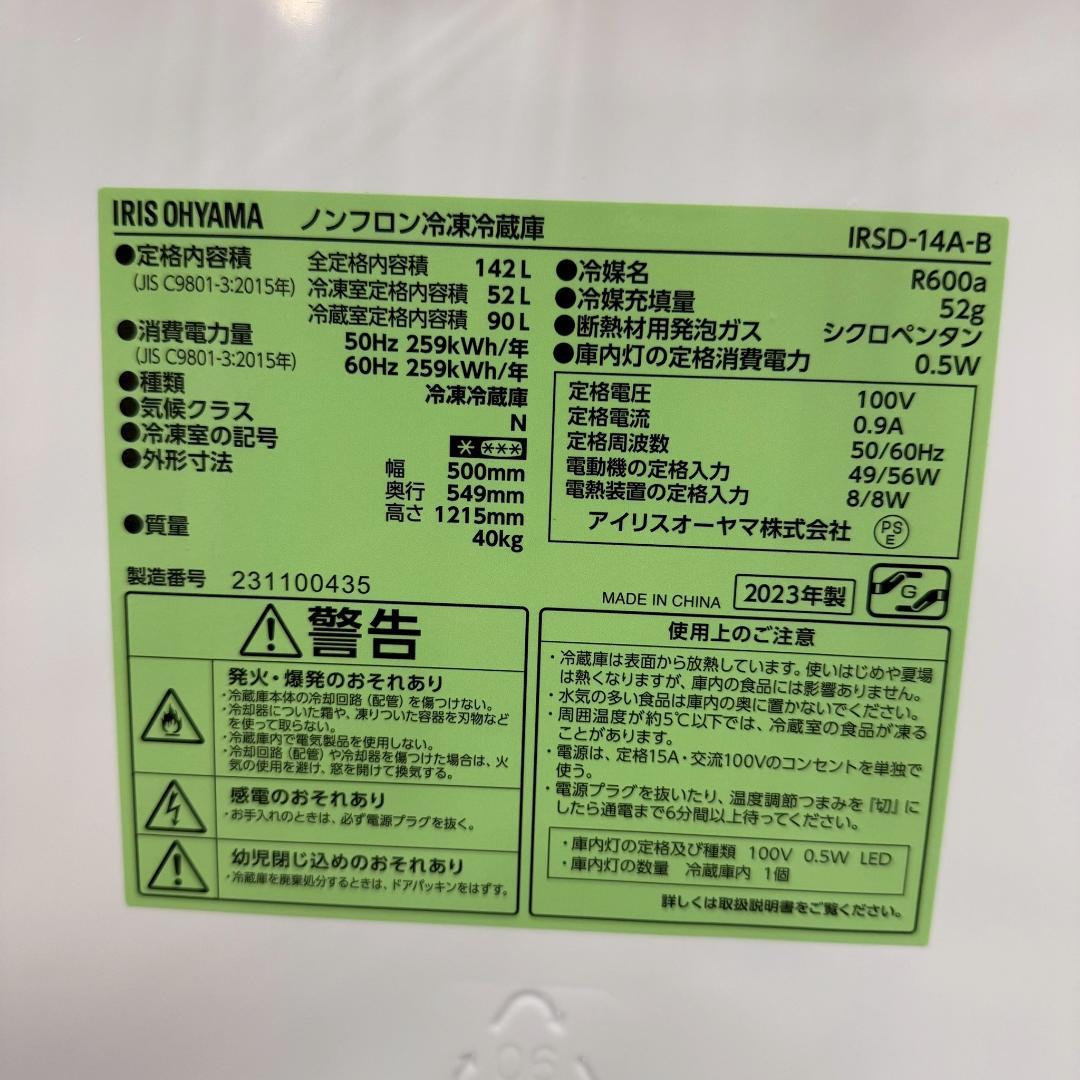 IRIS OHYAMA ノンフロン冷凍冷蔵庫 IRSD-14A-B
●定格内容積 全定格内容積 142L
(JIS C9801-3:2015年) 冷凍室定格内容積 52L
冷蔵室定格内容積 90L
●消費電力量 50Hz 259kWh/年
(JIS C9801-3:2015年) 60Hz 259kWh/年
●種類 冷凍冷蔵庫
●気候クラス N
●冷凍室の記号 * ***
●外形寸法 幅 500mm
奥行 549mm
高さ 1215mm
●質量 40kg
●冷媒名 R600a
●冷媒充填量 52g
●断熱材用発泡ガス シクロペンタン
●庫内灯の定格消費電力 0.5W
定格電圧 100V
定格電流 0.9A
定格周波数 50/60Hz
電動機の定格入力 49/56W
電熱装置の定格入力 8/8W
アイリスオーヤマ株式会社 PS E
製造番号 231100435
MADE IN CHINA 2023年製 G
警告
発火・爆発のおそれあり
・冷蔵庫本体の冷却回路(配管)を傷つけない。
・冷却器についた霜や、凍りついた容器を刃物など
を使って取らない。
・冷蔵庫内で電気製品を使用しない。
・冷却回路(配管)や冷却器を傷つけた場合は、火
気の使用を避け、窓を開けて換気する。
感電のおそれあり
・お手入れのときは、必ず電源プラグを抜く。
幼児閉じ込めのおそれあり
・冷蔵庫を廃棄処分するときは、ドアパッキンをはずす。
使用上のご注意
・冷蔵庫は表面から放熱しています。使いはじめや夏場
は熱くなりますが、庫内の食品には影響ありません。
・水気の多い食品は庫内の奥に置かないでください。
・周囲温度が約5℃以下では、冷蔵室の食品が凍る
ことがあります。
・電源は、定格15A・交流100Vのコンセントを単独で
使う。
・電源プラグを抜いたり、温度調節つまみを「切」に
したら通電まで6分間以上待ってください。
・庫内灯の定格及び種類 100V 0.5W LED
・庫内灯の数量 冷蔵庫内 1個
詳しくは取扱説明書をご覧ください。
06